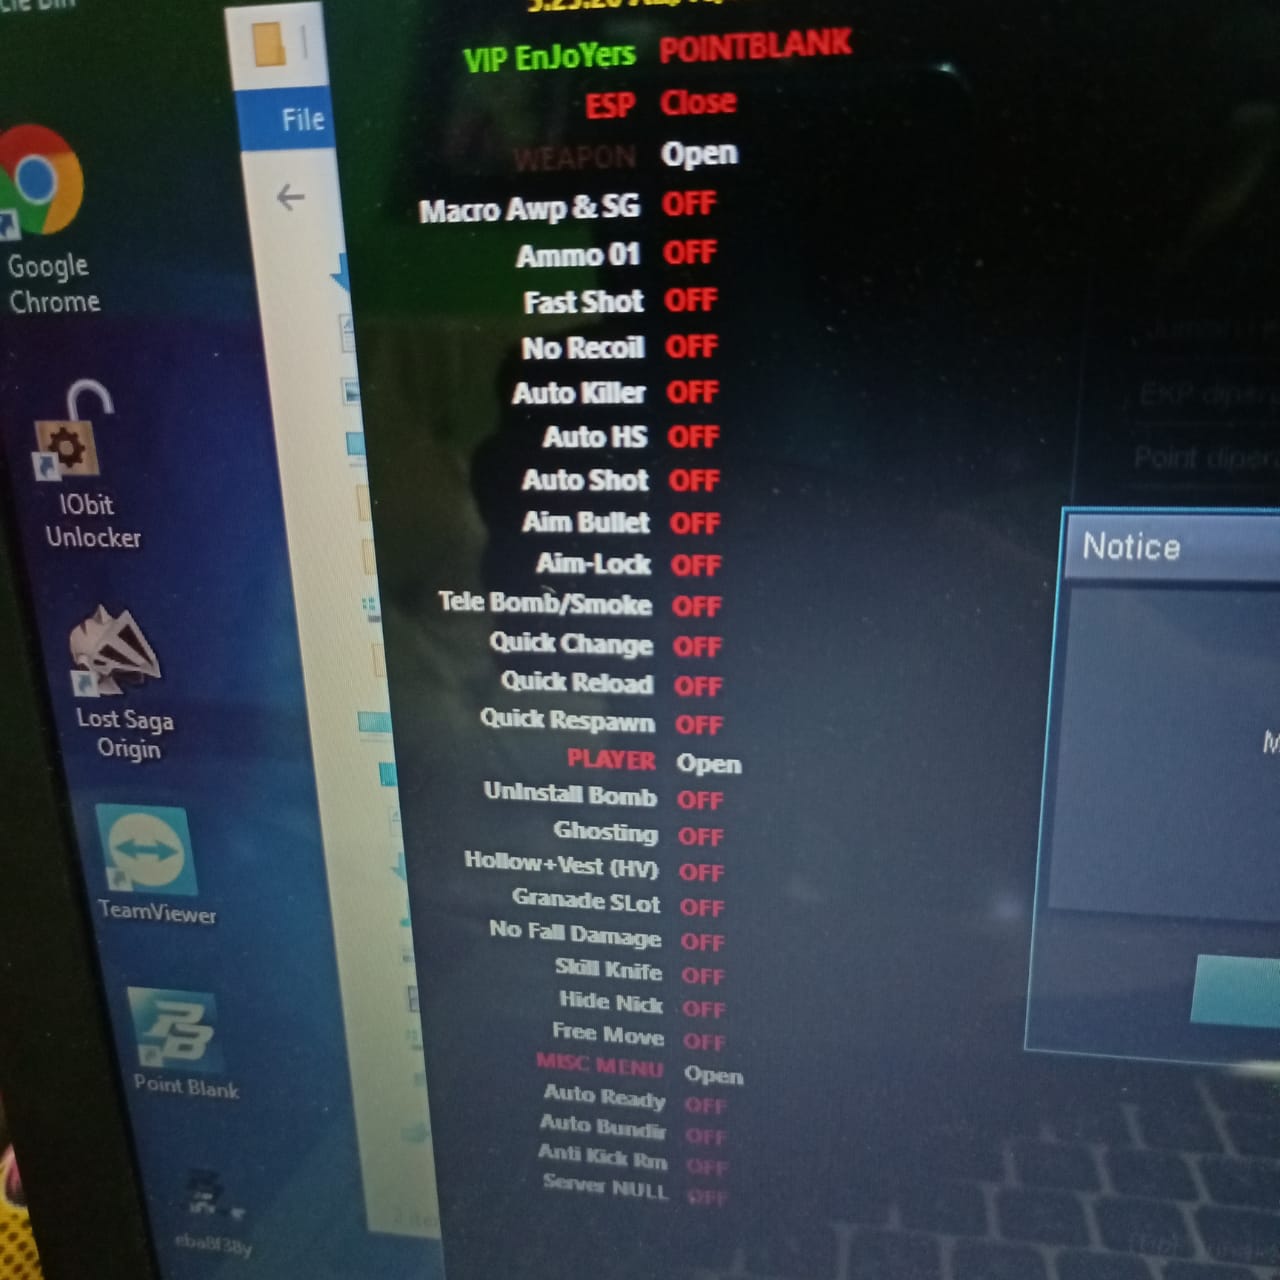 VIP EnJoYers POINTBLANK
ESP Close
WEAPON Open
Macro Awp & SG OFF
Ammo 01 OFF
Fast Shot OFF
No Recoil OFF
Auto Killer OFF
Auto HS OFF
Auto Shot OFF
Aim Bullet OFF
Aim-Lock OFF
Tele Bomb/Smoke OFF
Quick Change OFF
Quick Reload OFF
Quick Respawn OFF
PLAYER Open
UnInstall Bomb OFF
Ghosting OFF
Hollow+Vest (HV) OFF
Granade SLot OFF
No Fall Damage OFF
Skill Knife OFF
Hide Nick OFF
Free Move OFF
MISC MENU Open
Auto Ready OFF
Auto Bundir OFF
Anti Kick Rm OFF
Server NULL OFF
File
Google
Chrome
IObit
Unlocker
Lost Saga
Origin
TeamViewer
Point Blank
eba8f38y
Notice
EXP
Point